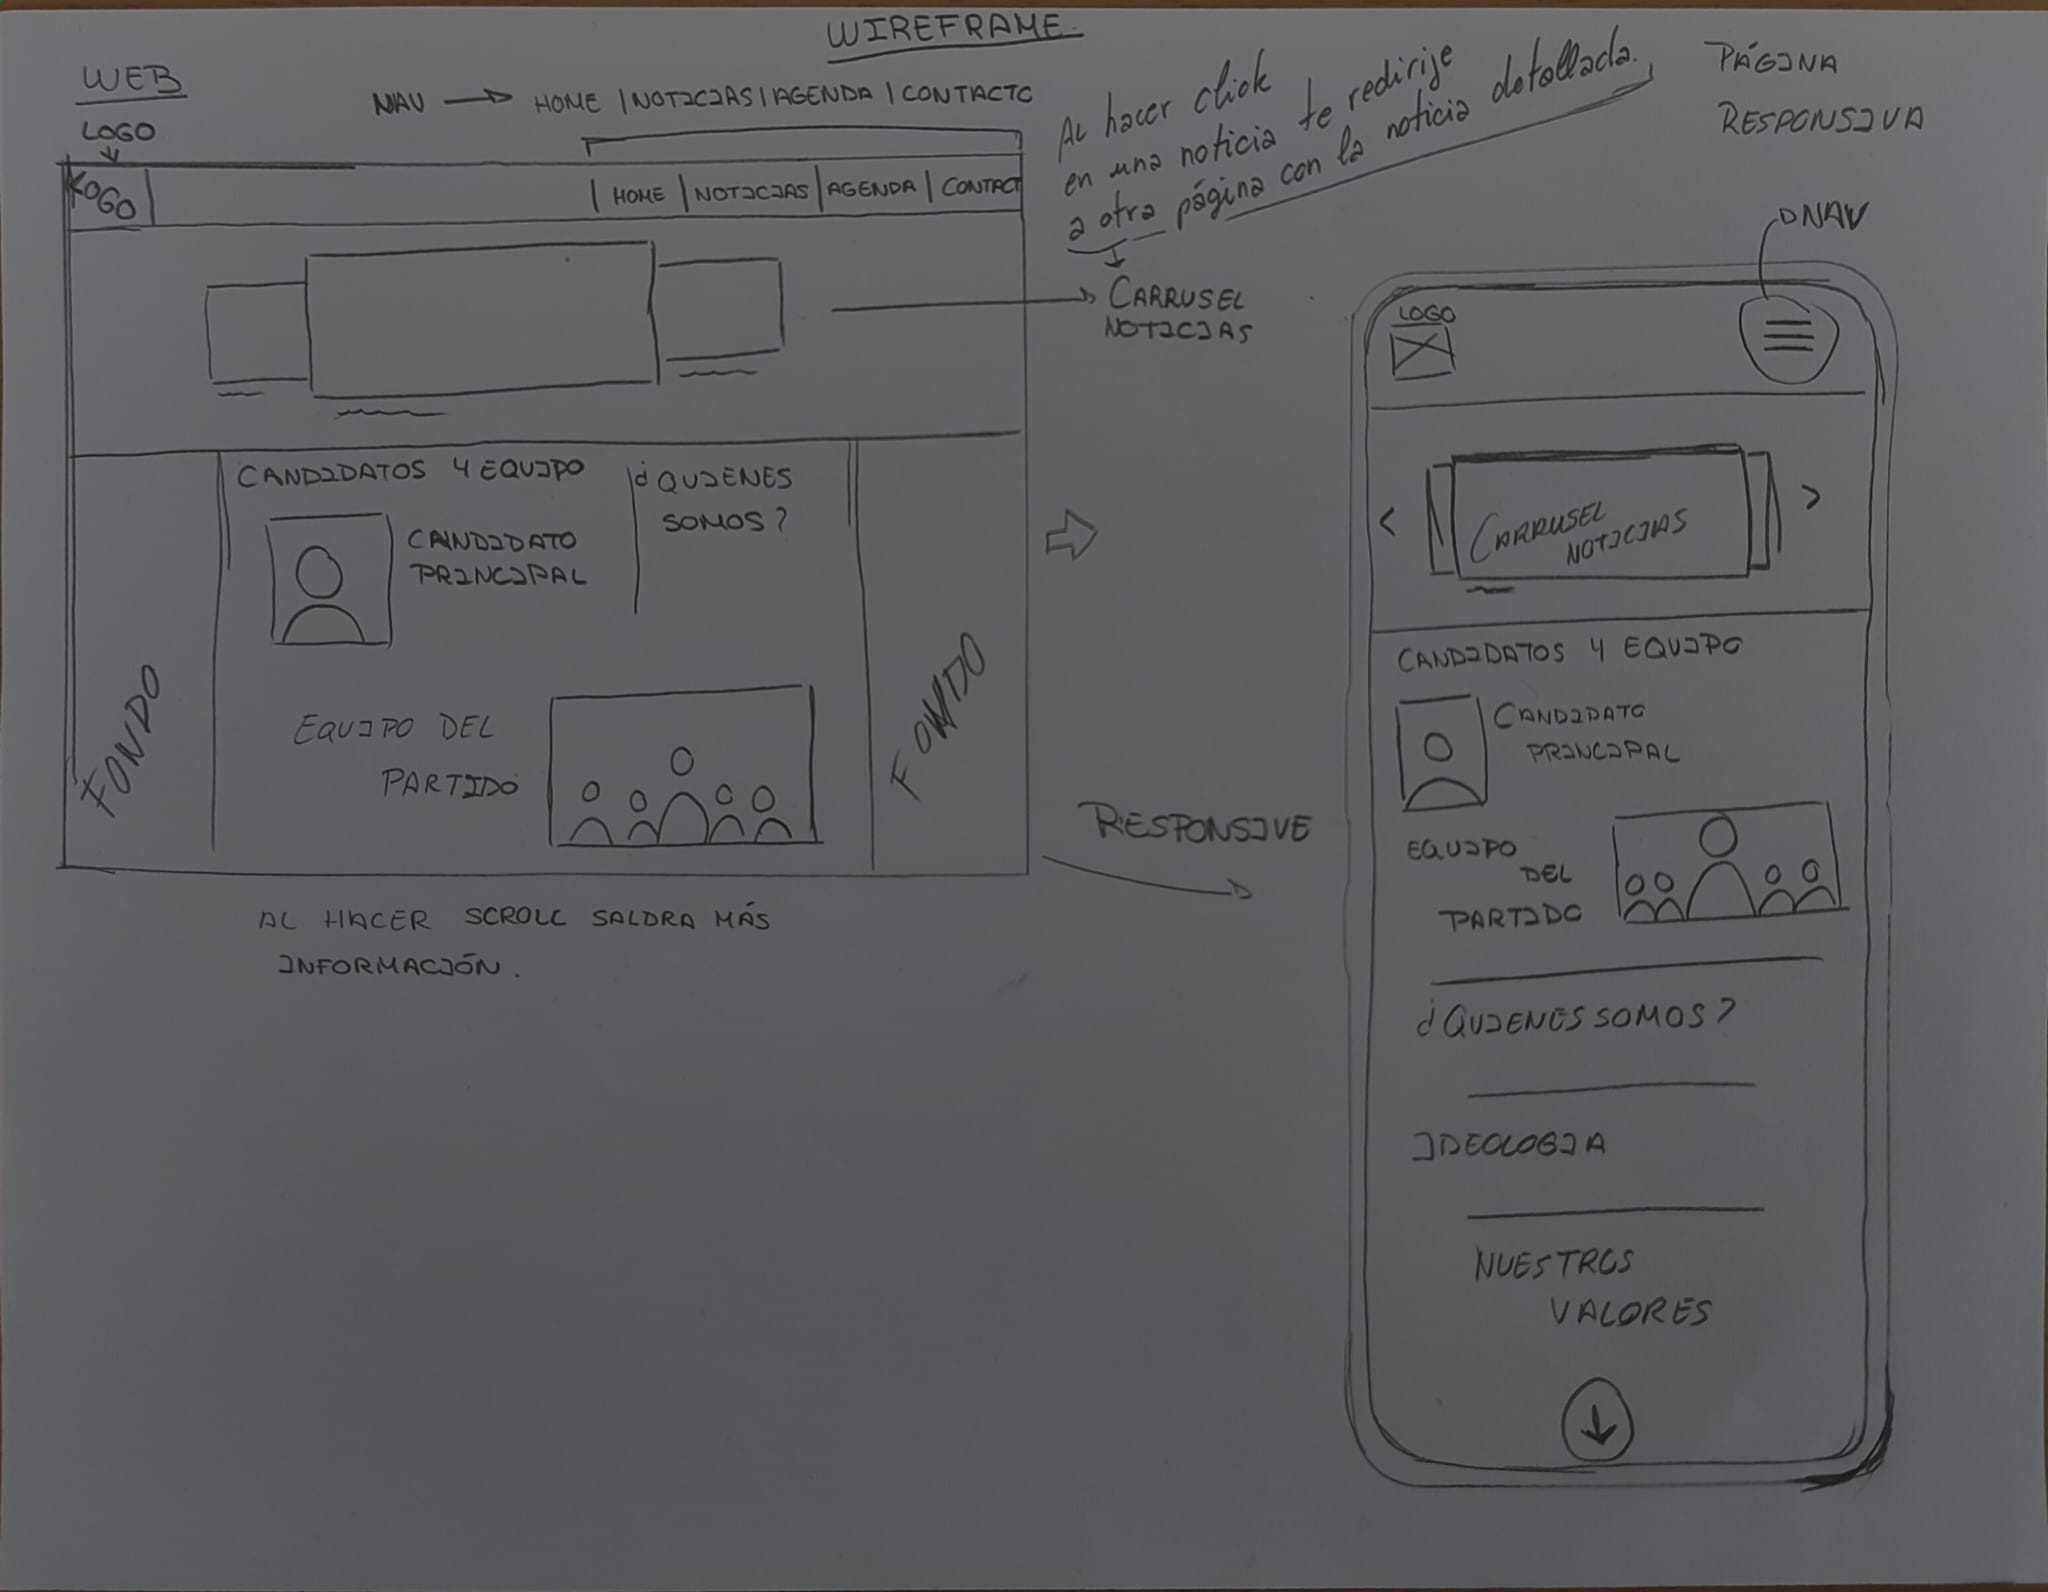 WIREFRAME
WEB
LOGO
NAV → HOME | NOTICIAS | AGENDA | CONTACTO
LOGO
| HOME | NOTICIAS | AGENDA | CONTACT
Al hacer click
en una noticia te redirije
a otra página con la noticia detallada.
CARRUSEL
NOTICIAS
CANDIDATOS Y EQUIPO
¿QUIENES
SOMOS?
CANDIDATO
PRINCIPAL
EQUIPO DEL
PARTIDO
FONDO
FONDO
AL HACER SCROLL SALDRA MÁS
INFORMACIÓN.
RESPONSIVE
PÁGINA
RESPONSIVA
NAV
LOGO
< >
CARRUSEL
NOTICIAS
CANDIDATOS Y EQUIPO
CANDIDATO
PRINCIPAL
EQUIPO
DEL
PARTIDO
¿QUIENES SOMOS?
IDEOLOGIA
NUESTROS
VALORES